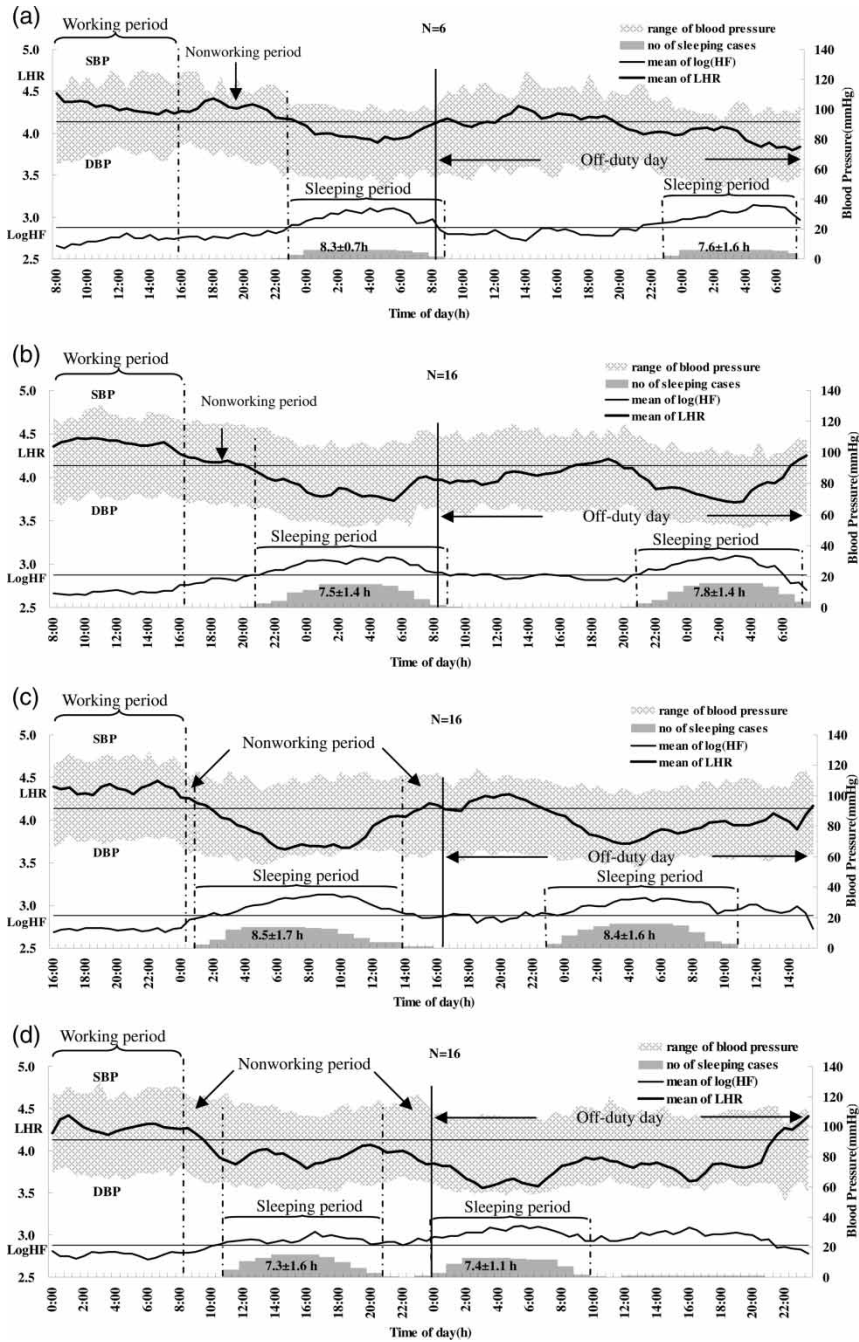 (a)
Working period
N=6
range of blood pressure
no of sleeping cases
mean of log(HF)
mean of LHR
Nonworking period
SBP
DBP
5.0
LHR
4.5
4.0
3.5
3.0
LogHF
2.5
140
120
100
80
60
40
20
0
Blood Pressure(mmHg)
Off-duty day
Sleeping period
Sleeping period
8.3±0.7h
7.6±1.6 h
8:00 10:00 12:00 14:00 16:00 18:00 20:00 22:00 0:00 2:00 4:00 6:00 8:00 10:00 12:00 14:00 16:00 18:00 20:00 22:00 0:00 2:00 4:00 6:00
Time of day(h)
(b)
Working period
N=16
range of blood pressure
no of sleeping cases
mean of log(HF)
mean of LHR
Nonworking period
SBP
DBP
5.0
4.5
LHR
4.0
3.5
3.0
LogHF
2.5
140
120
100
80
60
40
20
0
Blood Pressure(mmHg)
Off-duty day
Sleeping period
Sleeping period
7.5±1.4 h
7.8±1.4 h
8:00 10:00 12:00 14:00 16:00 18:00 20:00 22:00 0:00 2:00 4:00 6:00 8:00 10:00 12:00 14:00 16:00 18:00 20:00 22:00 0:00 2:00 4:00 6:00
Time of day(h)
(c)
Working period
N=16
range of blood pressure
no of sleeping cases
mean of log(HF)
mean of LHR
Nonworking period
SBP
DBP
5.0
4.5
LHR
4.0
3.5
3.0
LogHF
2.5
140
120
100
80
60
40
20
0
Blood Pressure(mmHg)
Off-duty day
Sleeping period
Sleeping period
8.5±1.7 h
8.4±1.6 h
16:00 18:00 20:00 22:00 0:00 2:00 4:00 6:00 8:00 10:00 12:00 14:00 16:00 18:00 20:00 22:00 0:00 2:00 4:00 6:00 8:00 10:00 12:00 14:00
Time of day(h)
(d)
Working period
N=16
range of blood pressure
no of sleeping cases
mean of log(HF)
mean of LHR
Nonworking period
SBP
DBP
5.0
4.5
LHR
4.0
3.5
3.0
LogHF
2.5
140
120
100
80
60
40
20
0
Blood Pressure(mmHg)
Off-duty day
Sleeping period
Sleeping period
7.3±1.6 h
7.4±1.1 h
0:00 2:00 4:00 6:00 8:00 10:00 12:00 14:00 16:00 18:00 20:00 22:00 0:00 2:00 4:00 6:00 8:00 10:00 12:00 14:00 16:00 18:00 20:00 22:00
Time of day(h)